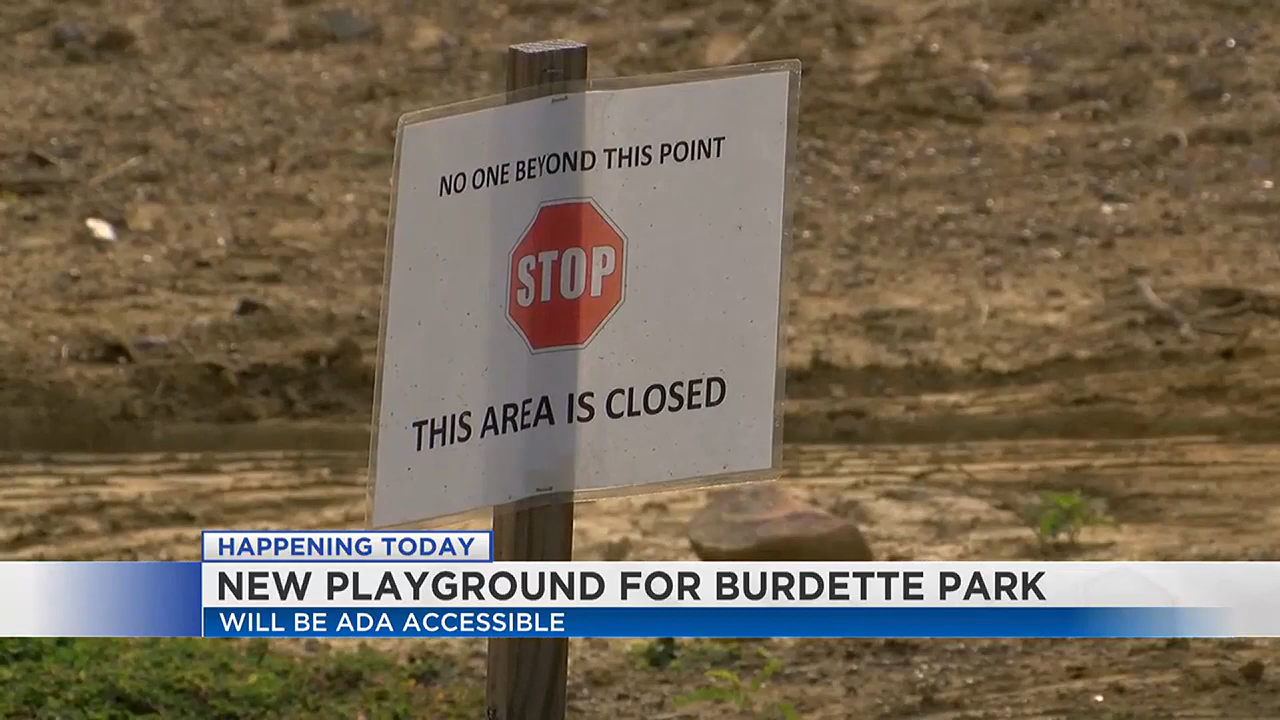 NO ONE BEYOND THIS POINT
STOP
THIS AREA IS CLOSED
HAPPENING TODAY
NEW PLAYGROUND FOR BURDETTE PARK
WILL BE ADA ACCESSIBLE